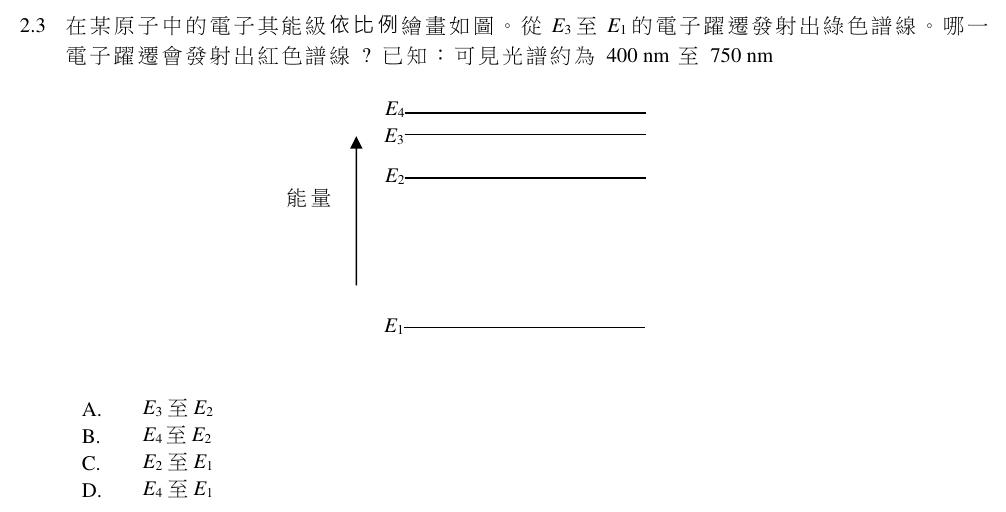 2.3 在某原子中的電子其能級依比例繪畫如圖。從 E3 至 E1 的電子躍遷發射出綠色譜線。哪一
電子躍遷會發射出紅色譜線 ? 已知：可見光譜約為 400 nm 至 750 nm
E4
E3
E2
能量
E1
A. E3 至 E2
B. E4 至 E2
C. E2 至 E1
D. E4 至 E1